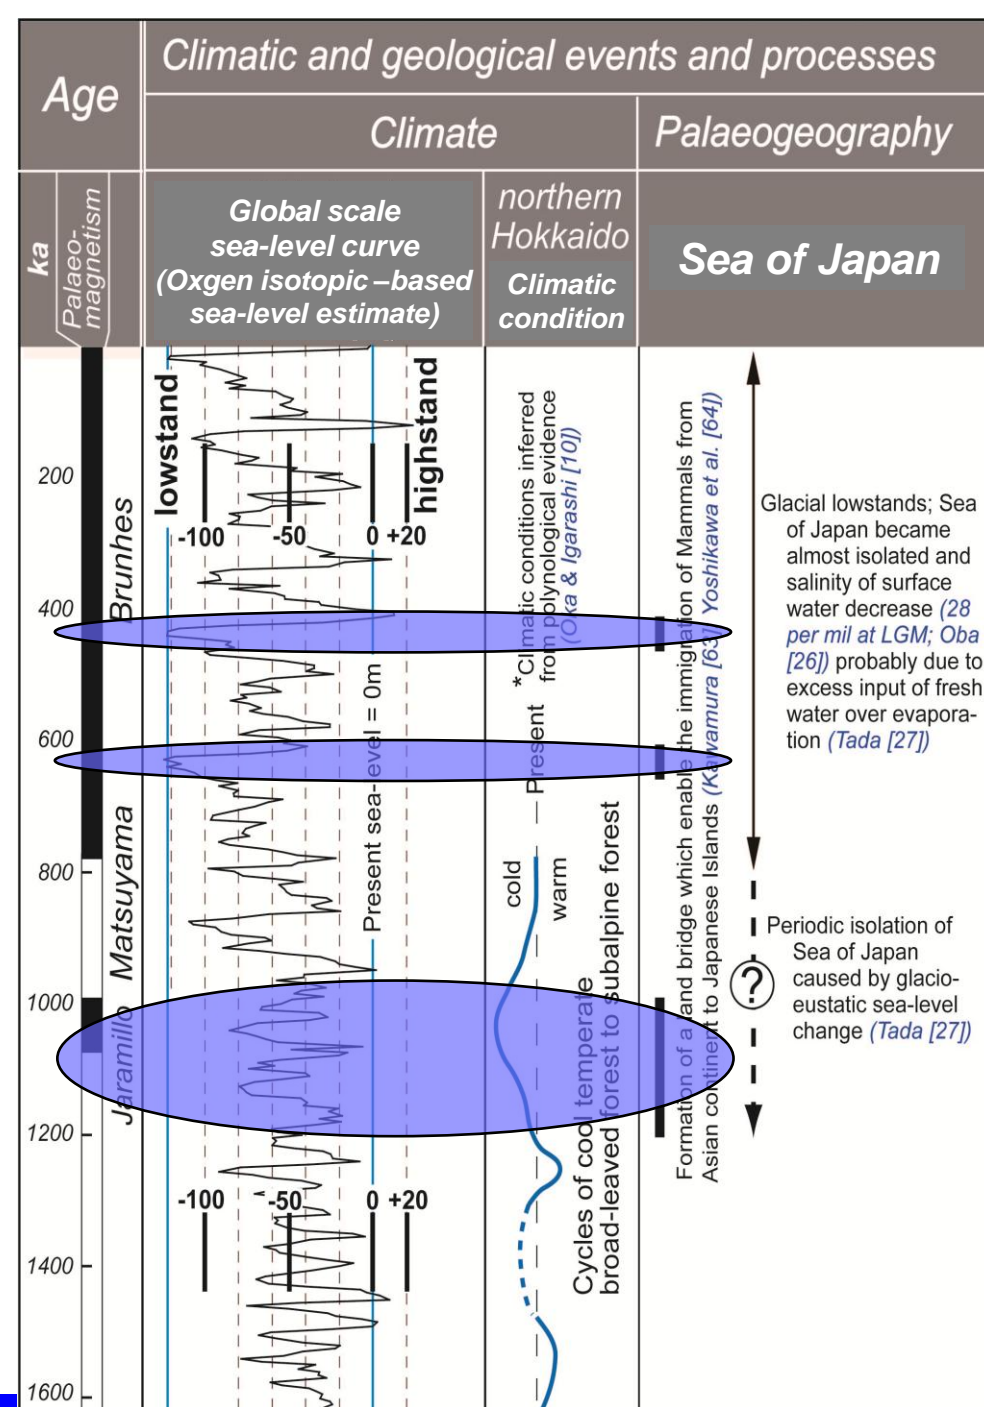 Climatic and geological events and processes
Age
Climate
Palaeogeography
ka
Palaeo-
magnetism
Global scale
sea-level curve
(Oxgen isotopic –based
sea-level estimate)
northern
Hokkaido
Climatic
condition
Sea of Japan
lowstand
highstand
-100
-50
0
+20
200
400
600
800
1000
1200
1400
1600
Brunhes
Matsuyama
Jaramillo
Present sea-level = 0m
*Climatic conditions inferred
from polynological evidence
(Oka & Igarashi [10])
Present
cold
warm
Cycles of cool temperate
broad-leaved forest to subalpine forest
Formation of a land bridge which enable the immigration of Mammals from
Asian continent to Japanese Islands (Kawamura [63], Yoshikawa et al. [64])
Glacial lowstands; Sea
of Japan became
almost isolated and
salinity of surface
water decrease (28
per mil at LGM; Oba
[26]) probably due to
excess input of fresh
water over evapora-
tion (Tada [27])
Periodic isolation of
Sea of Japan
caused by glacio-
eustatic sea-level
change (Tada [27])
?
-100
-50
0
+20